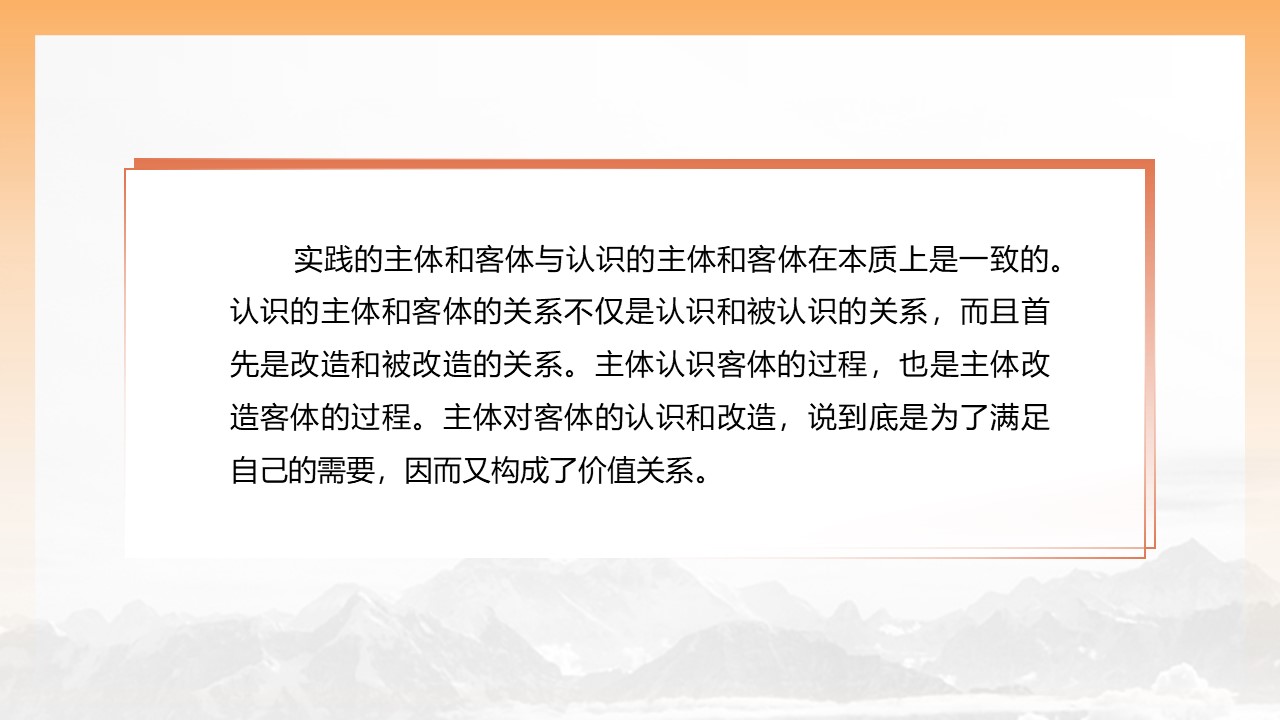 实践的主体和客体与认识的主体和客体在本质上是一致的。
认识的主体和客体的关系不仅是认识和被认识的关系，而且首
先是改造和被改造的关系。主体认识客体的过程，也是主体改
造客体的过程。主体对客体的认识和改造，说到底是为了满足
自己的需要，因而又构成了价值关系。